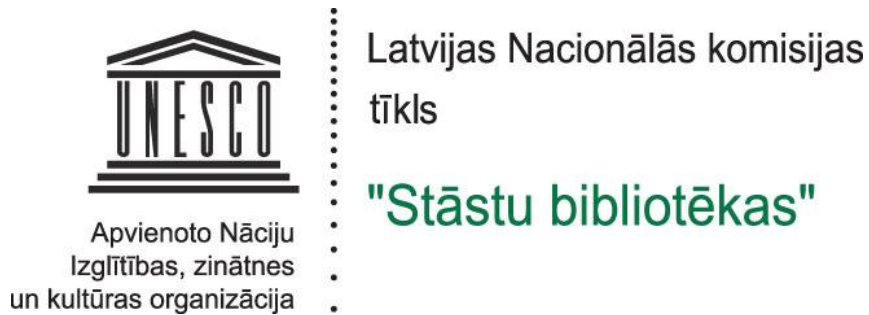 UNESCO
Apvienoto Nāciju
Izglītības, zinātnes
un kultūras organizācija
Latvijas Nacionālās komisijas
tīkls
"Stāstu bibliotēkas"